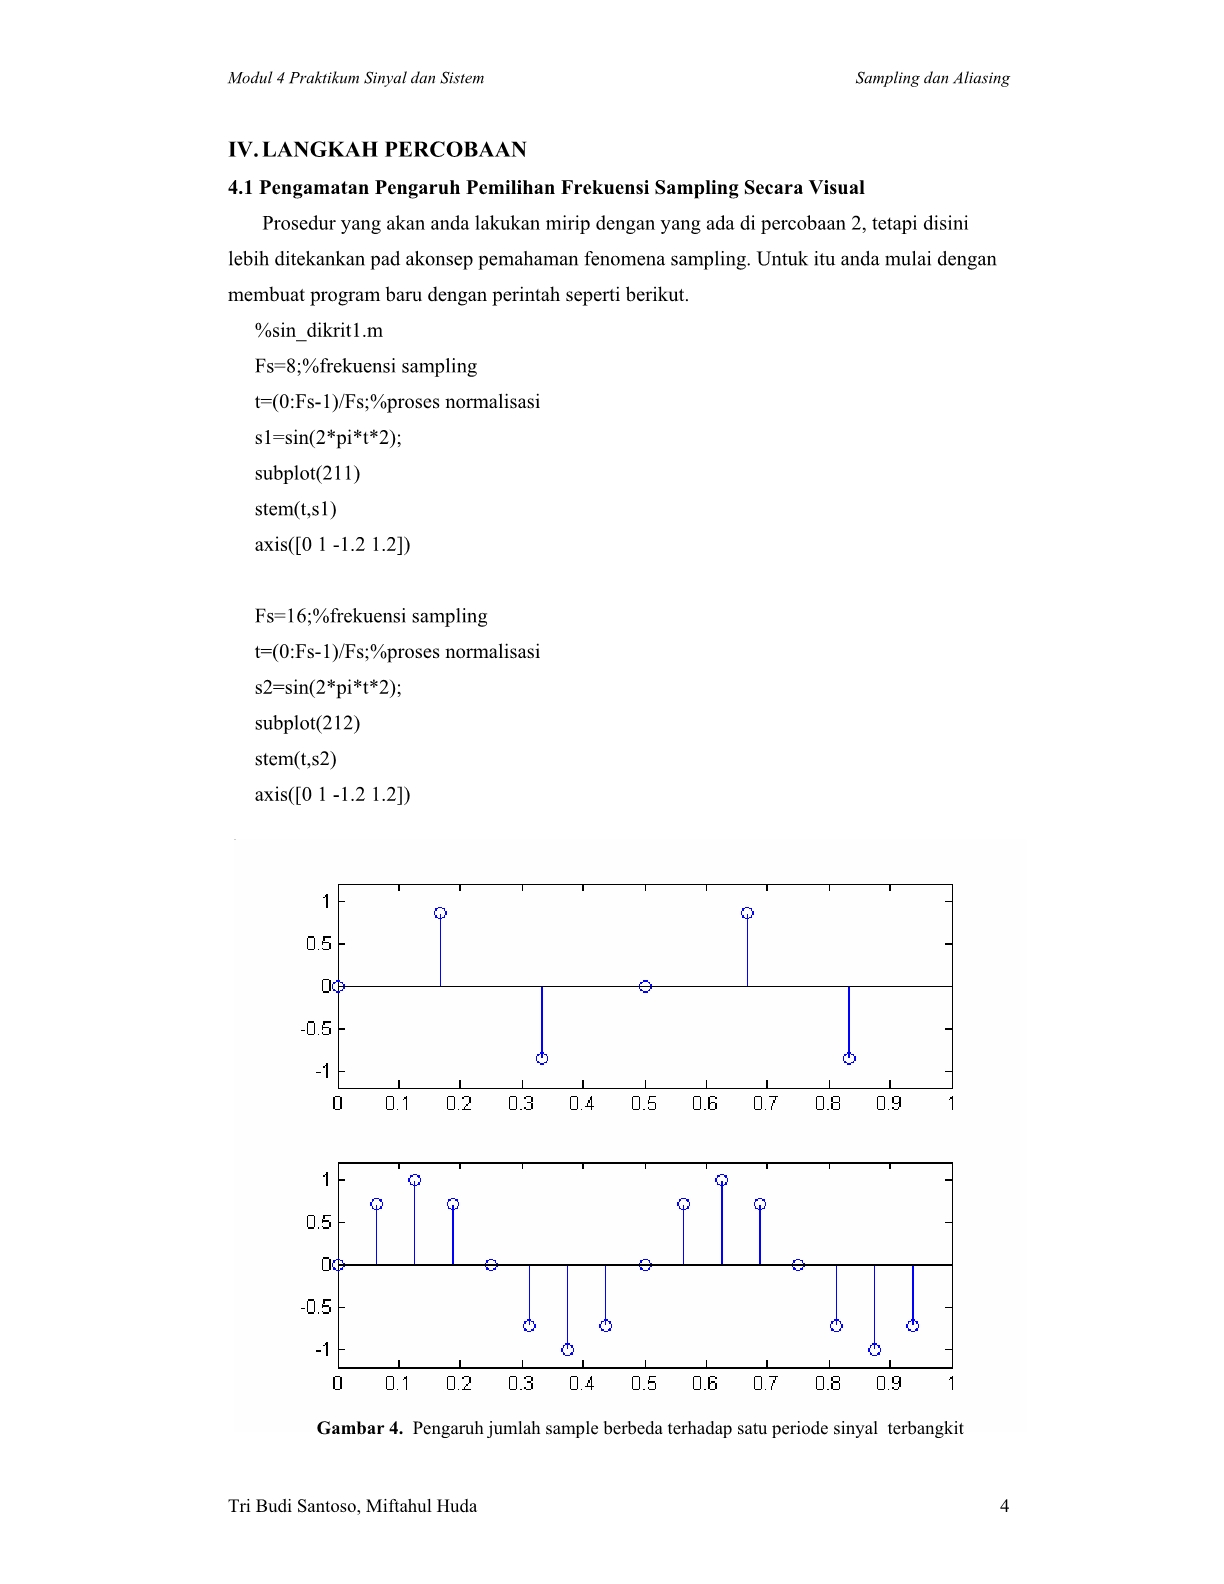 Modul 4 Praktikum Sinyal dan Sistem Sampling dan Aliasing
IV. LANGKAH PERCOBAAN
4.1 Pengamatan Pengaruh Pemilihan Frekuensi Sampling Secara Visual
Prosedur yang akan anda lakukan mirip dengan yang ada di percobaan 2, tetapi disini
lebih ditekankan pad akonsep pemahaman fenomena sampling. Untuk itu anda mulai dengan
membuat program baru dengan perintah seperti berikut.
%sin_dikrit1.m
Fs=8;%frekuensi sampling
t=(0:Fs-1)/Fs;%proses normalisasi
s1=sin(2*pi*t*2);
subplot(211)
stem(t,s1)
axis([0 1 -1.2 1.2])
Fs=16;%frekuensi sampling
t=(0:Fs-1)/Fs;%proses normalisasi
s2=sin(2*pi*t*2);
subplot(212)
stem(t,s2)
axis([0 1 -1.2 1.2])
1
0.5
0
-0.5
-1
0 0.1 0.2 0.3 0.4 0.5 0.6 0.7 0.8 0.9 1
1
0.5
0
-0.5
-1
0 0.1 0.2 0.3 0.4 0.5 0.6 0.7 0.8 0.9 1
Gambar 4. Pengaruh jumlah sample berbeda terhadap satu periode sinyal terbangkit
Tri Budi Santoso, Miftahul Huda 4